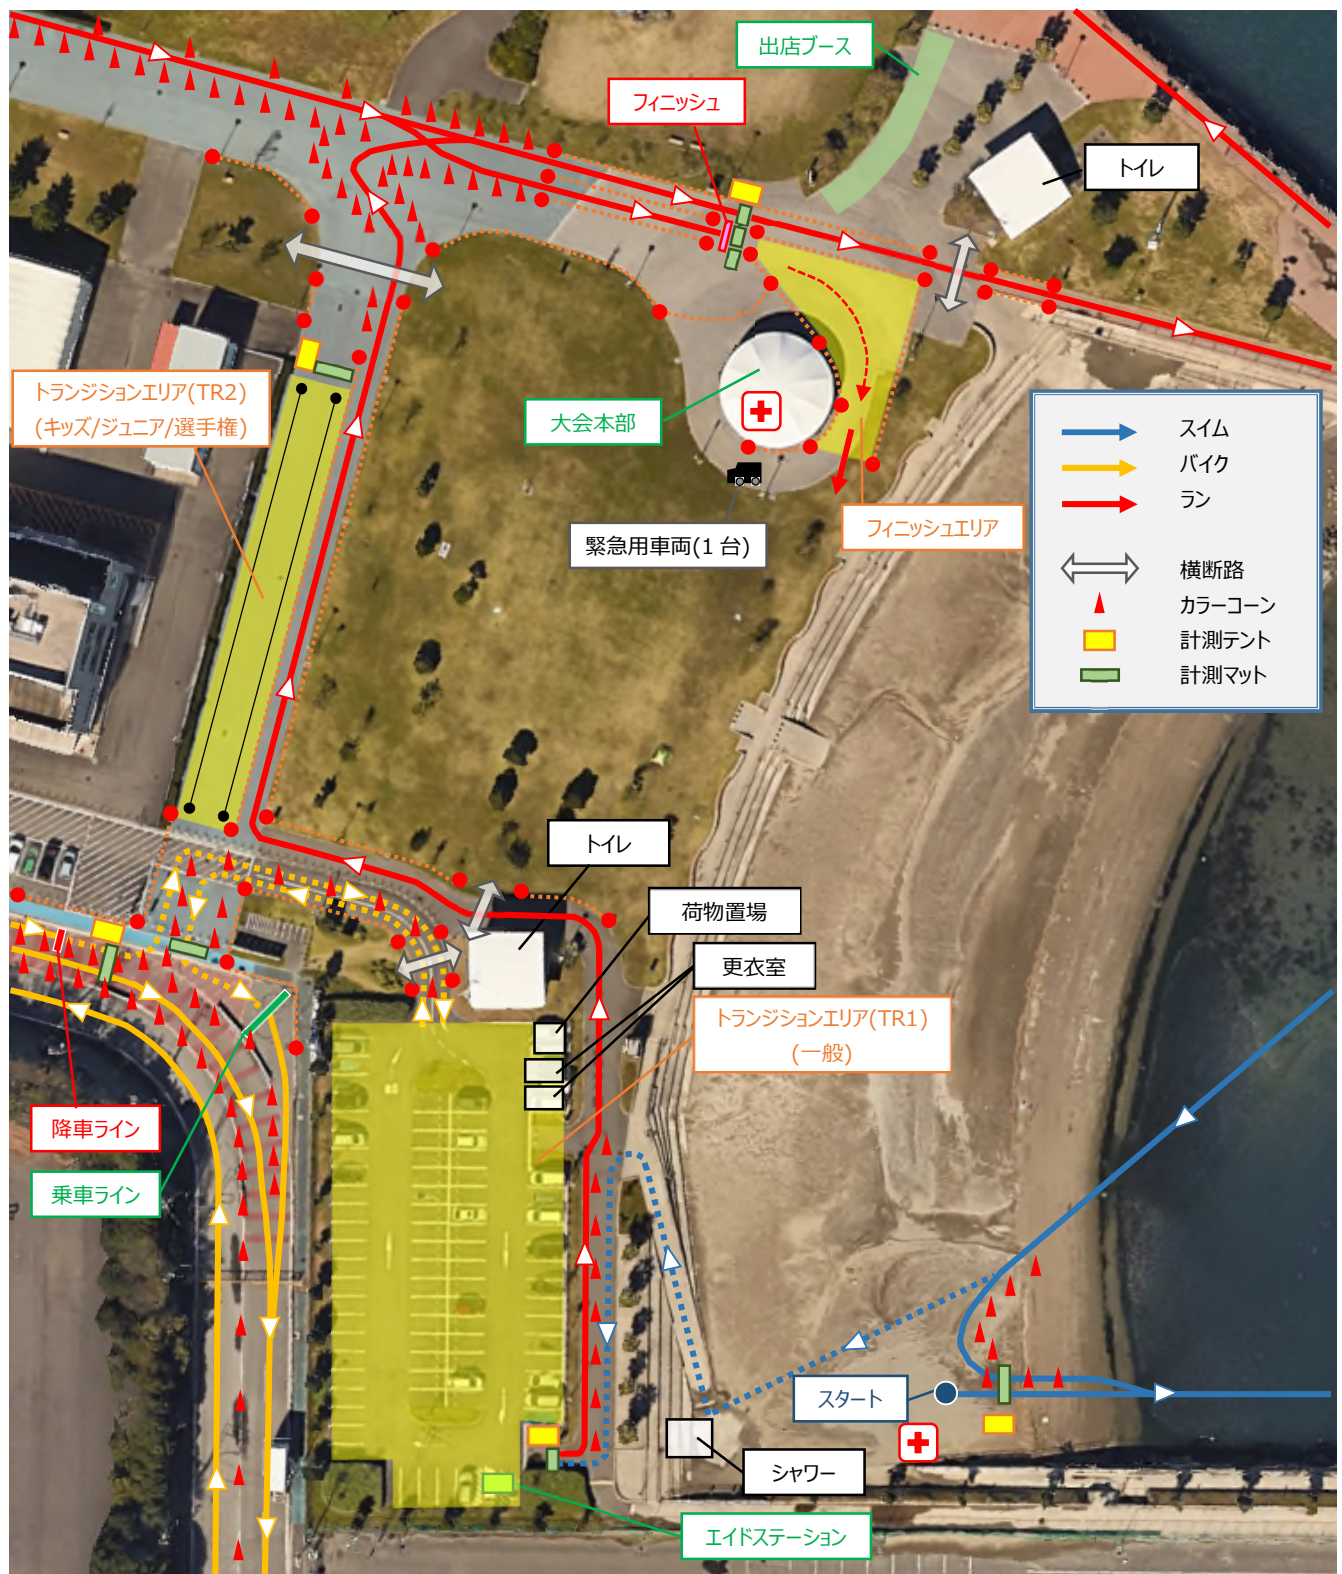 出店ブース
フィニッシュ
トイレ
トランジションエリア(TR2)
(キッズ/ジュニア/選手権)
大会本部
スイム
バイク
ラン
横断路
カラーコーン
計測テント
計測マット
フィニッシュエリア
緊急用車両(1台)
トイレ
荷物置場
更衣室
トランジションエリア(TR1)
(一般)
降車ライン
乗車ライン
スタート
シャワー
エイドステーション